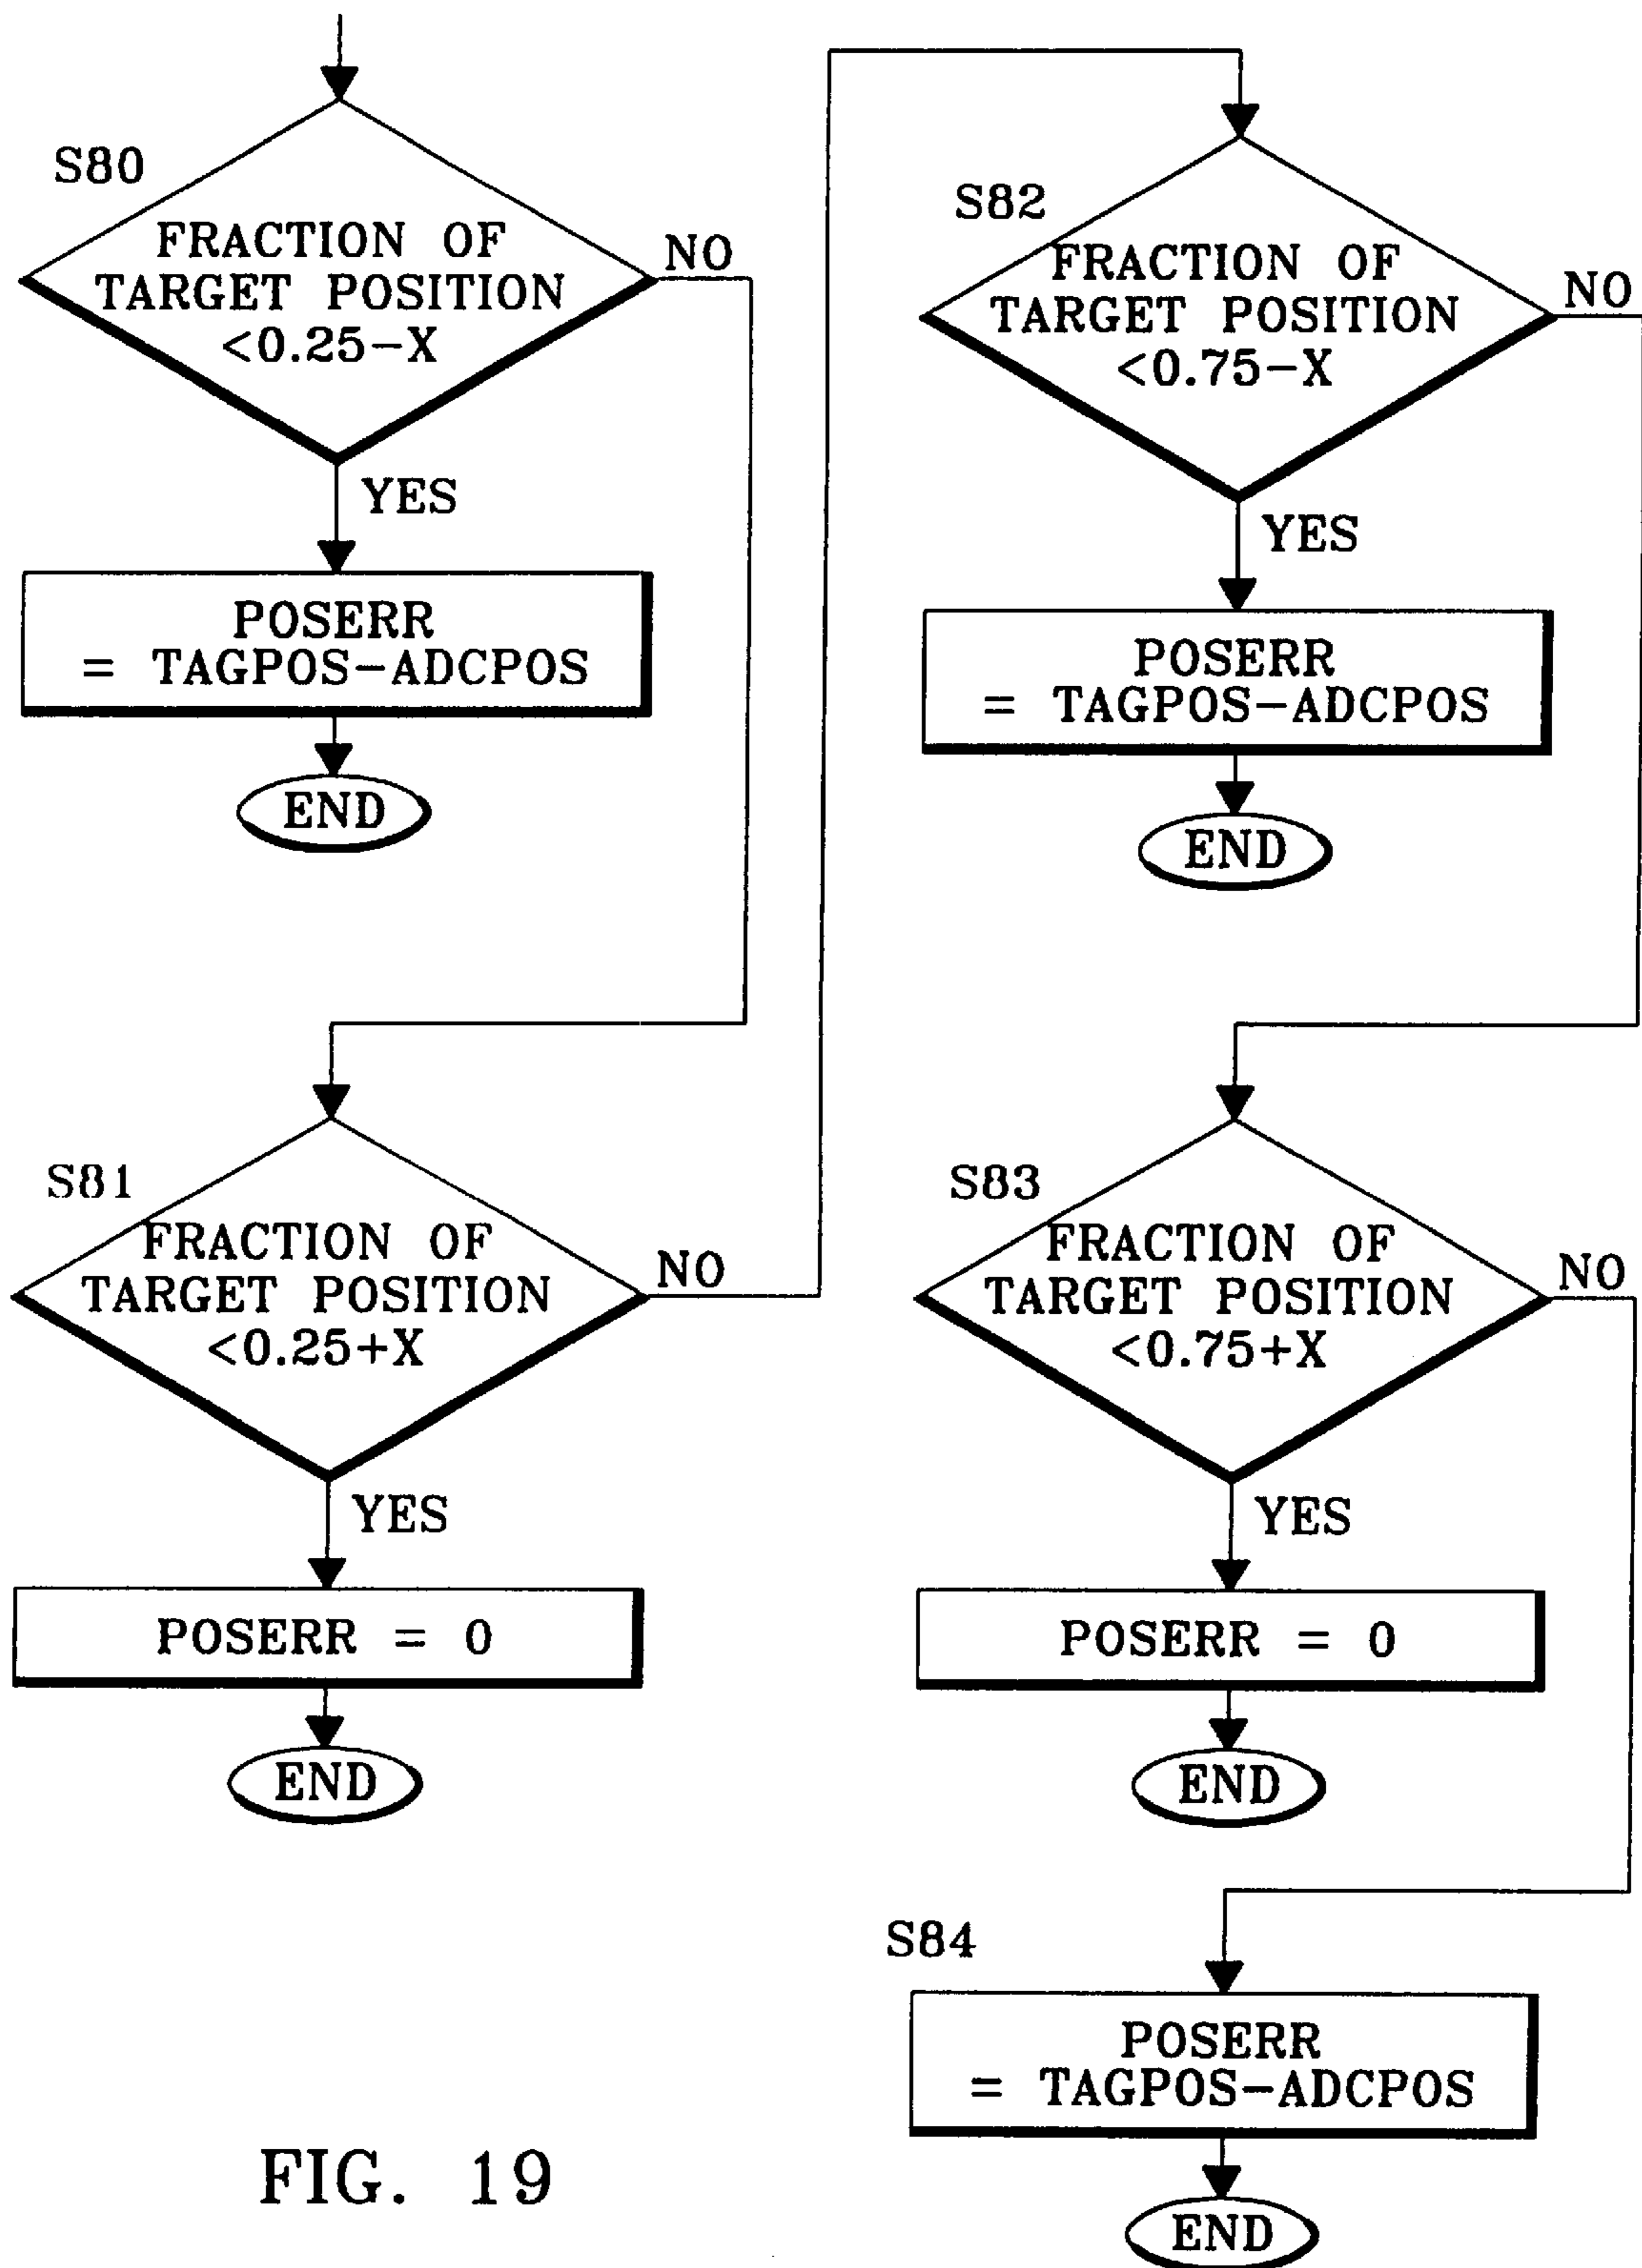 S80
FRACTION OF
TARGET POSITION
<0.25-X
NO
YES
POSERR
= TAGPOS-ADCPOS
END
S81
FRACTION OF
TARGET POSITION
<0.25+X
NO
YES
POSERR = 0
END
S82
FRACTION OF
TARGET POSITION
<0.75-X
NO
YES
POSERR
= TAGPOS-ADCPOS
END
S83
FRACTION OF
TARGET POSITION
<0.75+X
NO
YES
POSERR = 0
END
S84
POSERR
= TAGPOS-ADCPOS
END
FIG. 19